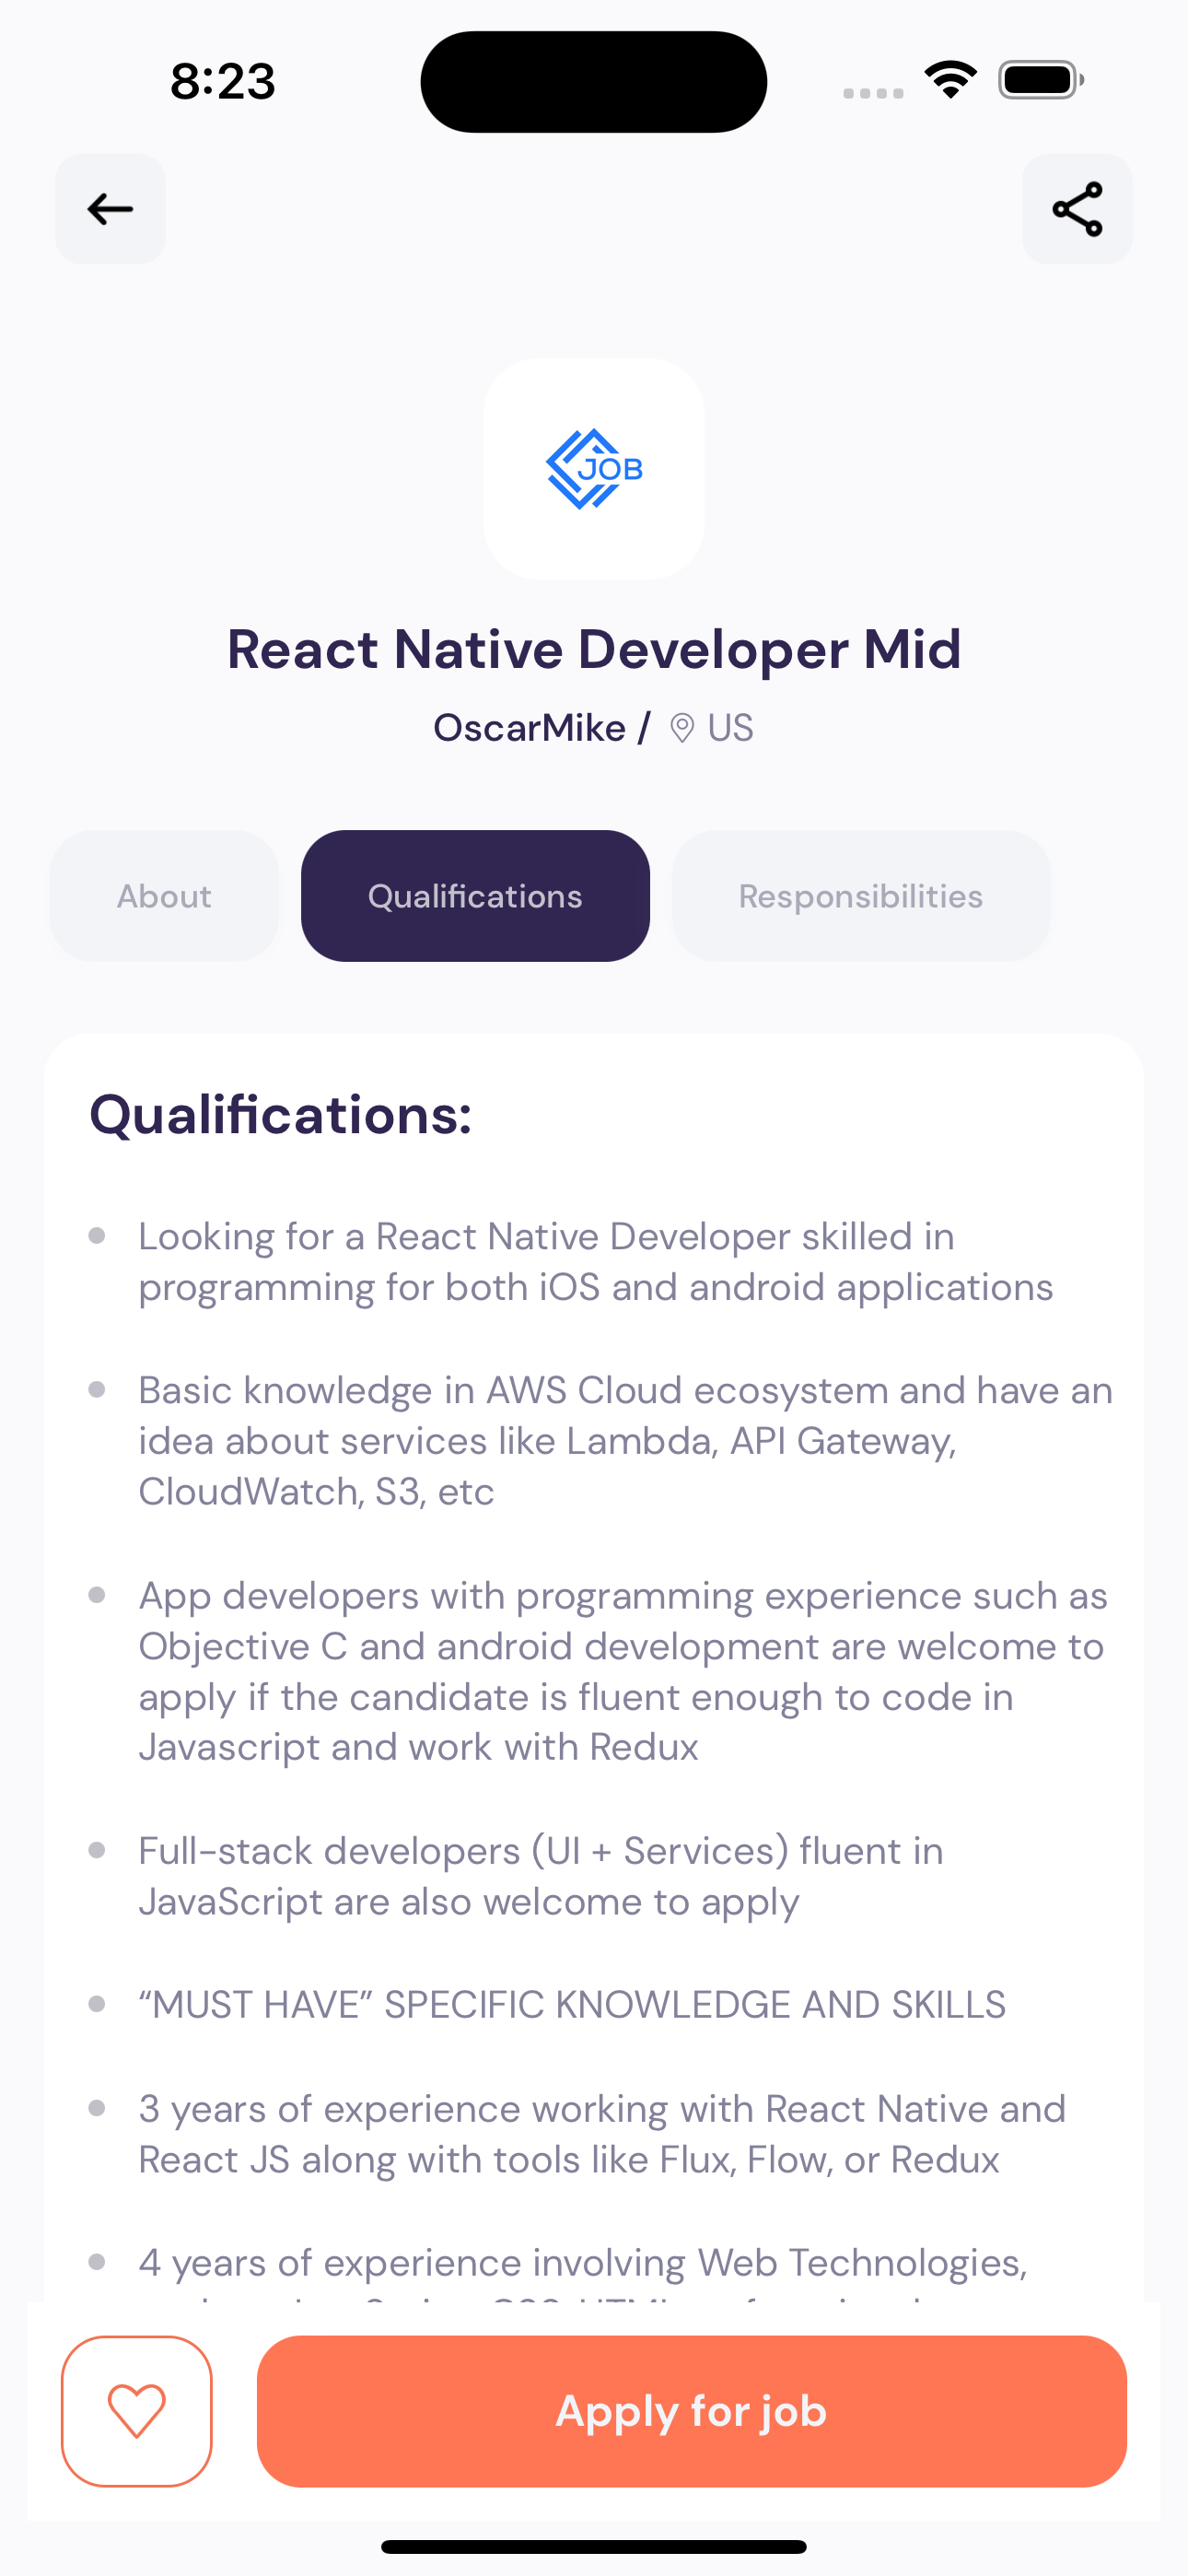 8:23
JOB
React Native Developer Mid
OscarMike / US
About
Qualifications
Responsibilities
Qualifications:
Looking for a React Native Developer skilled in
programming for both iOS and android applications
Basic knowledge in AWS Cloud ecosystem and have an
idea about services like Lambda, API Gateway,
CloudWatch, S3, etc
App developers with programming experience such as
Objective C and android development are welcome to
apply if the candidate is fluent enough to code in
Javascript and work with Redux
Full-stack developers (UI + Services) fluent in
JavaScript are also welcome to apply
“MUST HAVE” SPECIFIC KNOWLEDGE AND SKILLS
3 years of experience working with React Native and
React JS along with tools like Flux, Flow, or Redux
4 years of experience involving Web Technologies,
Apply for job